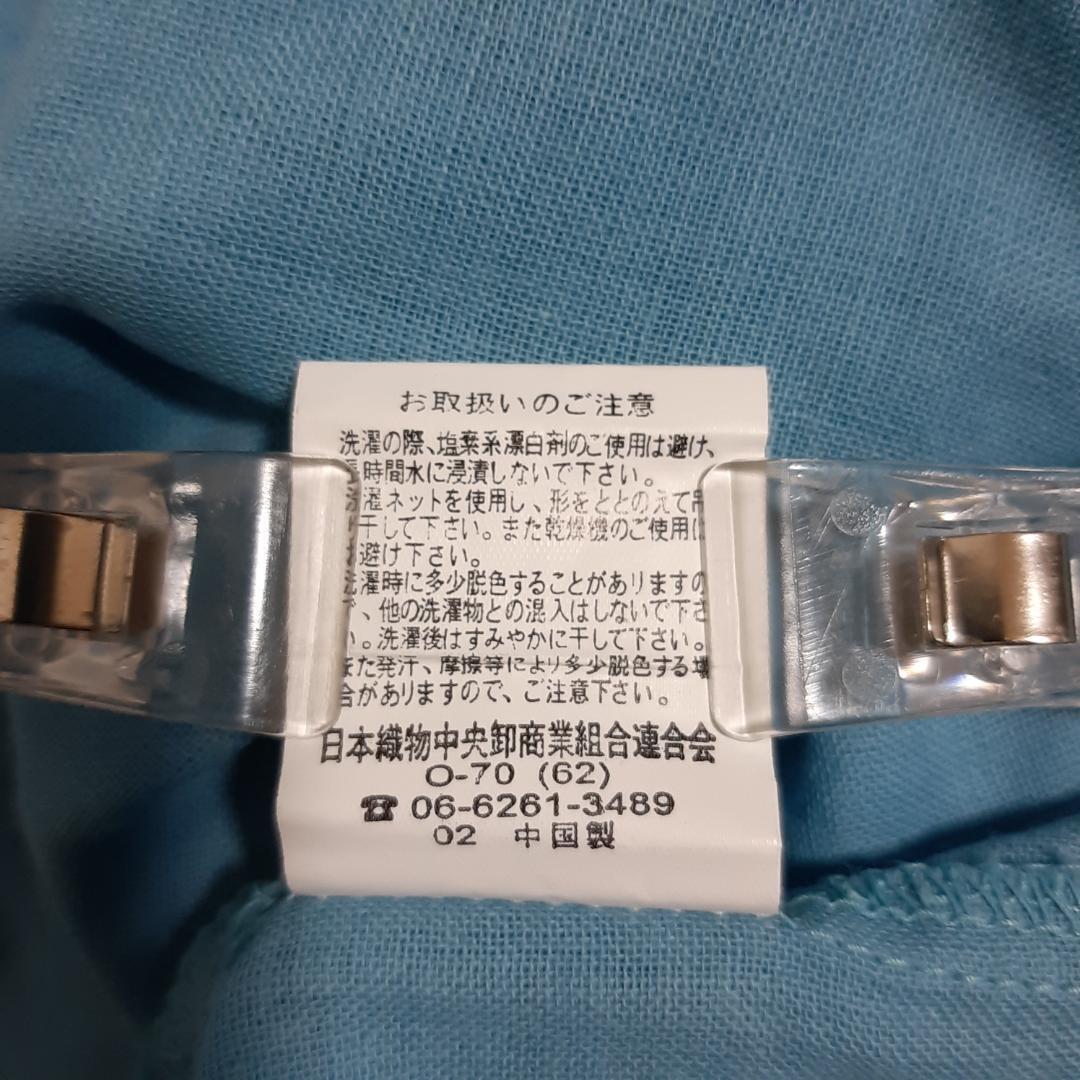 お取扱いのご注意
洗濯の際、塩素系漂白剤のご使用は避け、
長時間水に浸漬しないで下さい。
洗濯ネットを使用し、形をととのえて吊
り干して下さい。また乾燥機のご使用は
お避け下さい。
洗濯時に多少脱色することがありますの
で、他の洗濯物との混入はしないで下さ
い。洗濯後はすみやかに干して下さい。
また発汗、摩擦等により多少脱色する場
合がありますので、ご注意下さい。
日本織物中央卸商業組合連合会
O-70 (62)
☎ 06-6261-3489
02 中国製